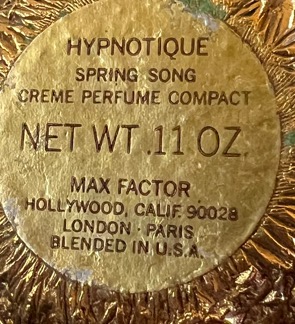 HYPNOTIQUE
SPRING SONG
CREME PERFUME COMPACT
NET WT .11 OZ.
MAX FACTOR
HOLLYWOOD, CALIF. 90028
LONDON · PARIS
BLENDED IN U.S.A.